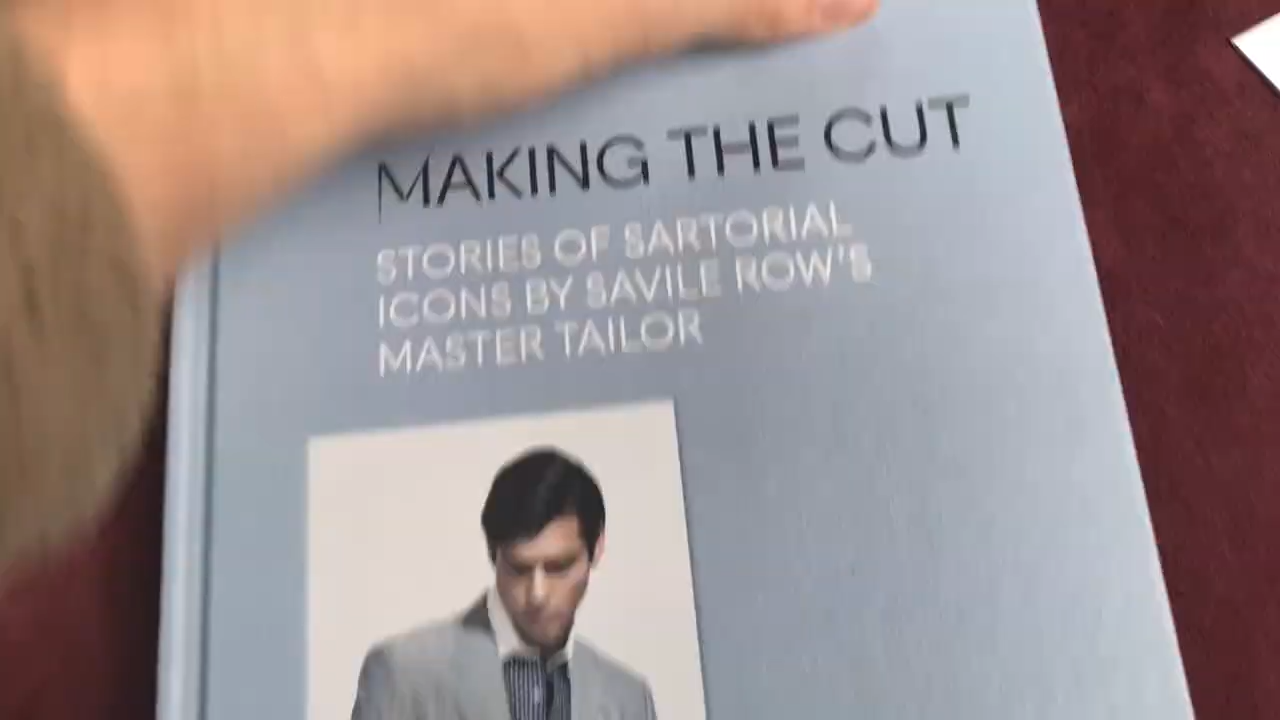 MAKING THE CUT
STORIES OF SARTORIAL
ICONS BY SAVILE ROW'S
MASTER TAILOR